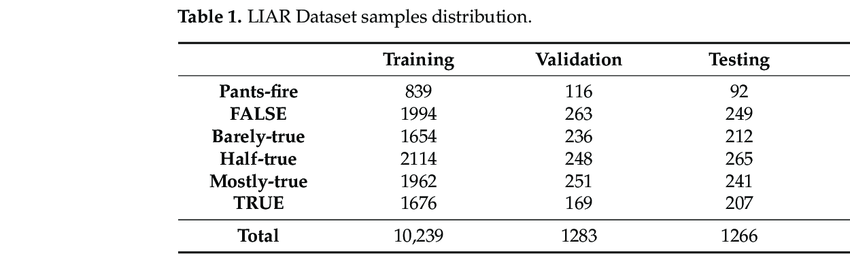 Table 1. LIAR Dataset samples distribution.
Training Validation Testing
Pants-fire 839 116 92
FALSE 1994 263 249
Barely-true 1654 236 212
Half-true 2114 248 265
Mostly-true 1962 251 241
TRUE 1676 169 207
Total 10,239 1283 1266